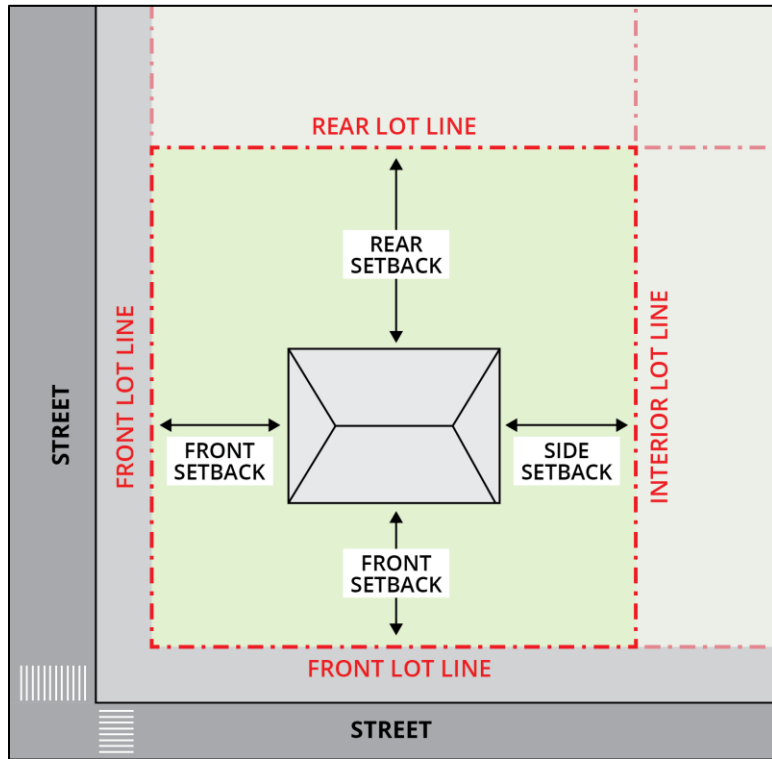 REAR LOT LINE
REAR
SETBACK
STREET
FRONT LOT LINE
FRONT
SETBACK
SIDE
SETBACK
INTERIOR LOT LINE
FRONT
SETBACK
FRONT LOT LINE
STREET